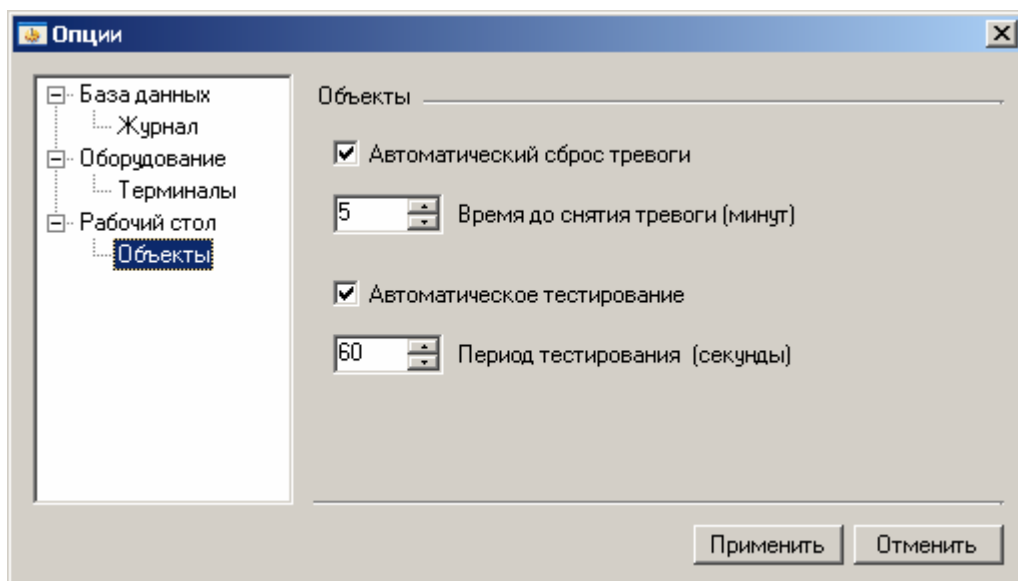 Опции
База данных
Журнал
Оборудование
Терминалы
Рабочий стол
Объекты
Объекты
Автоматический сброс тревоги
5 Время до снятия тревоги (минут)
Автоматическое тестирование
60 Период тестирования (секунды)
Применить Отменить